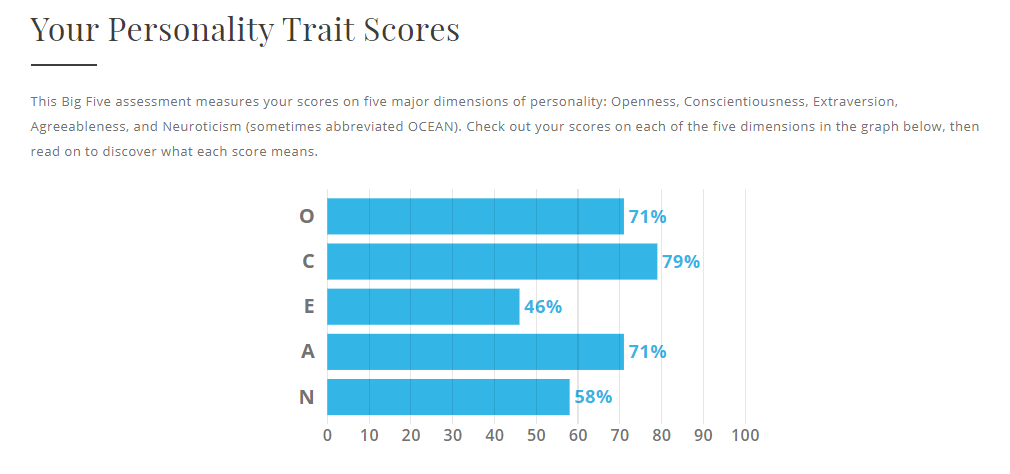 Your Personality Trait Scores
This Big Five assessment measures your scores on five major dimensions of personality: Openness, Conscientiousness, Extraversion,
Agreeableness, and Neuroticism (sometimes abbreviated OCEAN). Check out your scores on each of the five dimensions in the graph below, then
read on to discover what each score means.
O 71%
C 79%
E 46%
A 71%
N 58%
0 10 20 30 40 50 60 70 80 90 100